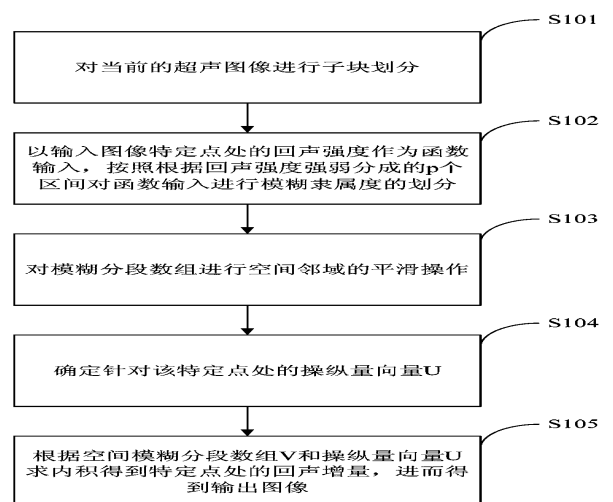 S101
对当前的超声图像进行子块划分
S102
以输入图像特定点处的回声强度作为函数
输入，按照根据回声强度强弱分成的p个
区间对函数输入进行模糊隶属度的划分
S103
对模糊分段数组进行空间邻域的平滑操作
S104
确定针对该特定点处的操纵量向量U
S105
根据空间模糊分段数组V和操纵量向量U
求内积得到特定点处的回声增量，进而得
到输出图像